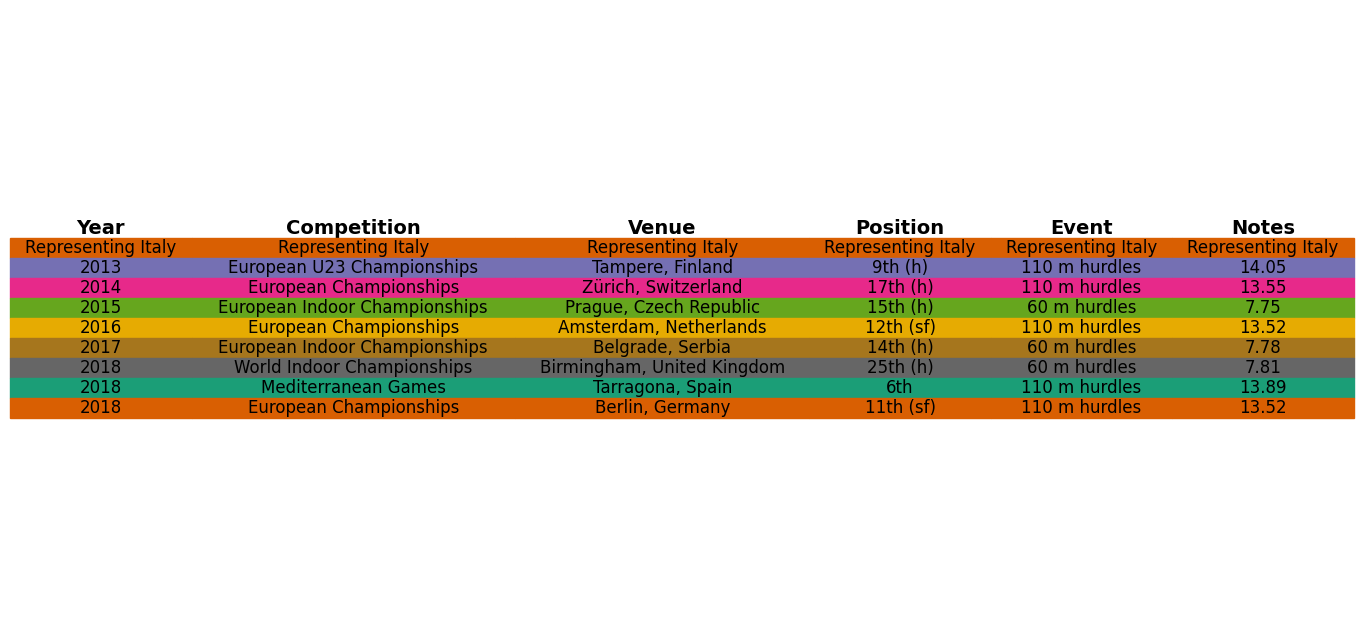 Year Competition Venue Position Event Notes
Representing Italy Representing Italy Representing Italy Representing Italy Representing Italy Representing Italy
2013 European U23 Championships Tampere, Finland 9th (h) 110 m hurdles 14.05
2014 European Championships Zürich, Switzerland 17th (h) 110 m hurdles 13.55
2015 European Indoor Championships Prague, Czech Republic 15th (h) 60 m hurdles 7.75
2016 European Championships Amsterdam, Netherlands 12th (sf) 110 m hurdles 13.52
2017 European Indoor Championships Belgrade, Serbia 14th (h) 60 m hurdles 7.78
2018 World Indoor Championships Birmingham, United Kingdom 25th (h) 60 m hurdles 7.81
2018 Mediterranean Games Tarragona, Spain 6th 110 m hurdles 13.89
2018 European Championships Berlin, Germany 11th (sf) 110 m hurdles 13.52